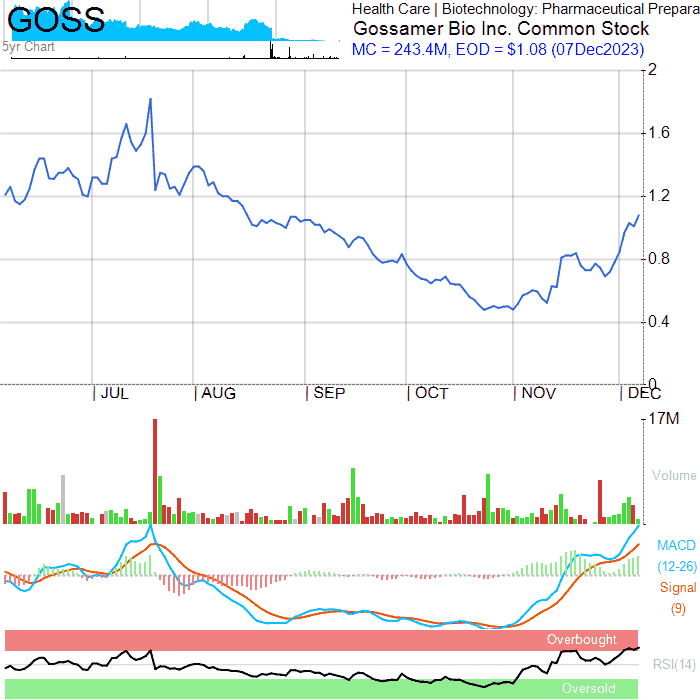 GOSS
5yr Chart
Health Care | Biotechnology: Pharmaceutical Prepara
Gossamer Bio Inc. Common Stock
MC = 243.4M, EOD = $1.08 (07Dec2023)
2
1.6
1.2
0.8
0.4
0
JUL AUG SEP OCT NOV DEC
17M
Volume
MACD
(12-26)
Signal
(9)
Overbought
RSI(14)
Oversold